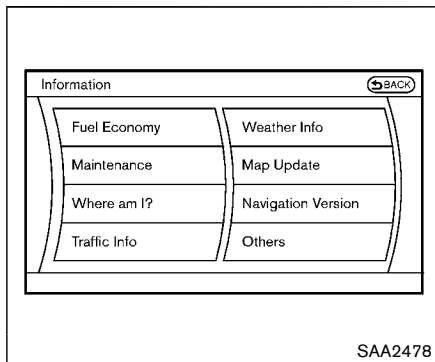 Information
BACK
Fuel Economy
Weather Info
Maintenance
Map Update
Where am I?
Navigation Version
Traffic Info
Others
SAA2478